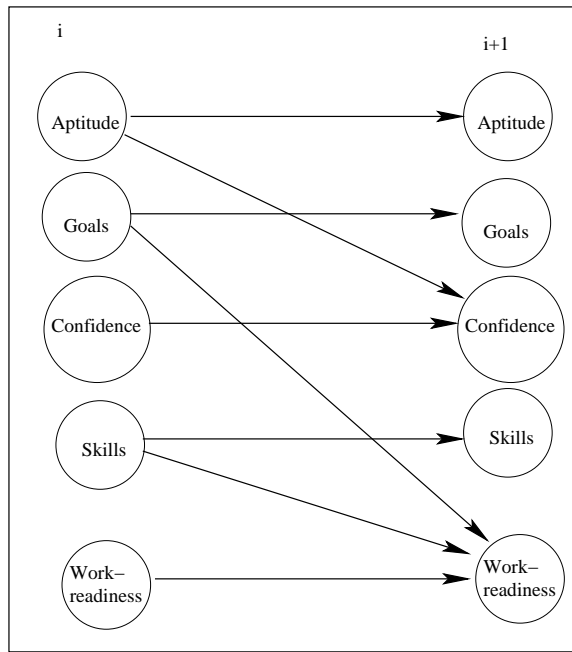 i
i+1
Aptitude
Aptitude
Goals
Goals
Confidence
Confidence
Skills
Skills
Work–
readiness
Work–
readiness